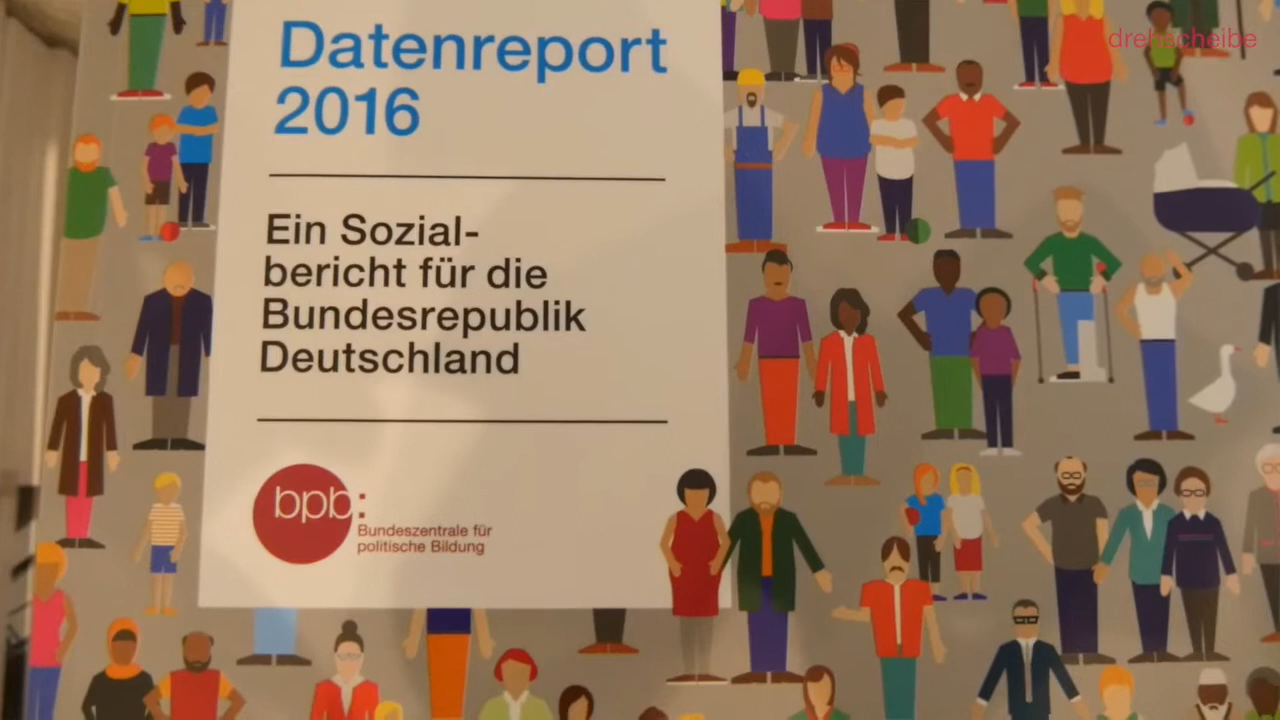 drehscheibe
Datenreport
2016
Ein Sozial-
bericht für die
Bundesrepublik
Deutschland
bpb:
Bundeszentrale für
politische Bildung